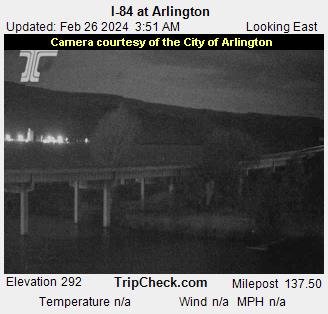 I-84 at Arlington
Updated: Feb 26 2024 3:51 AM Looking East
Camera courtesy of the City of Arlington
Elevation 292 TripCheck.com Milepost 137.50
Temperature n/a Wind n/a MPH n/a